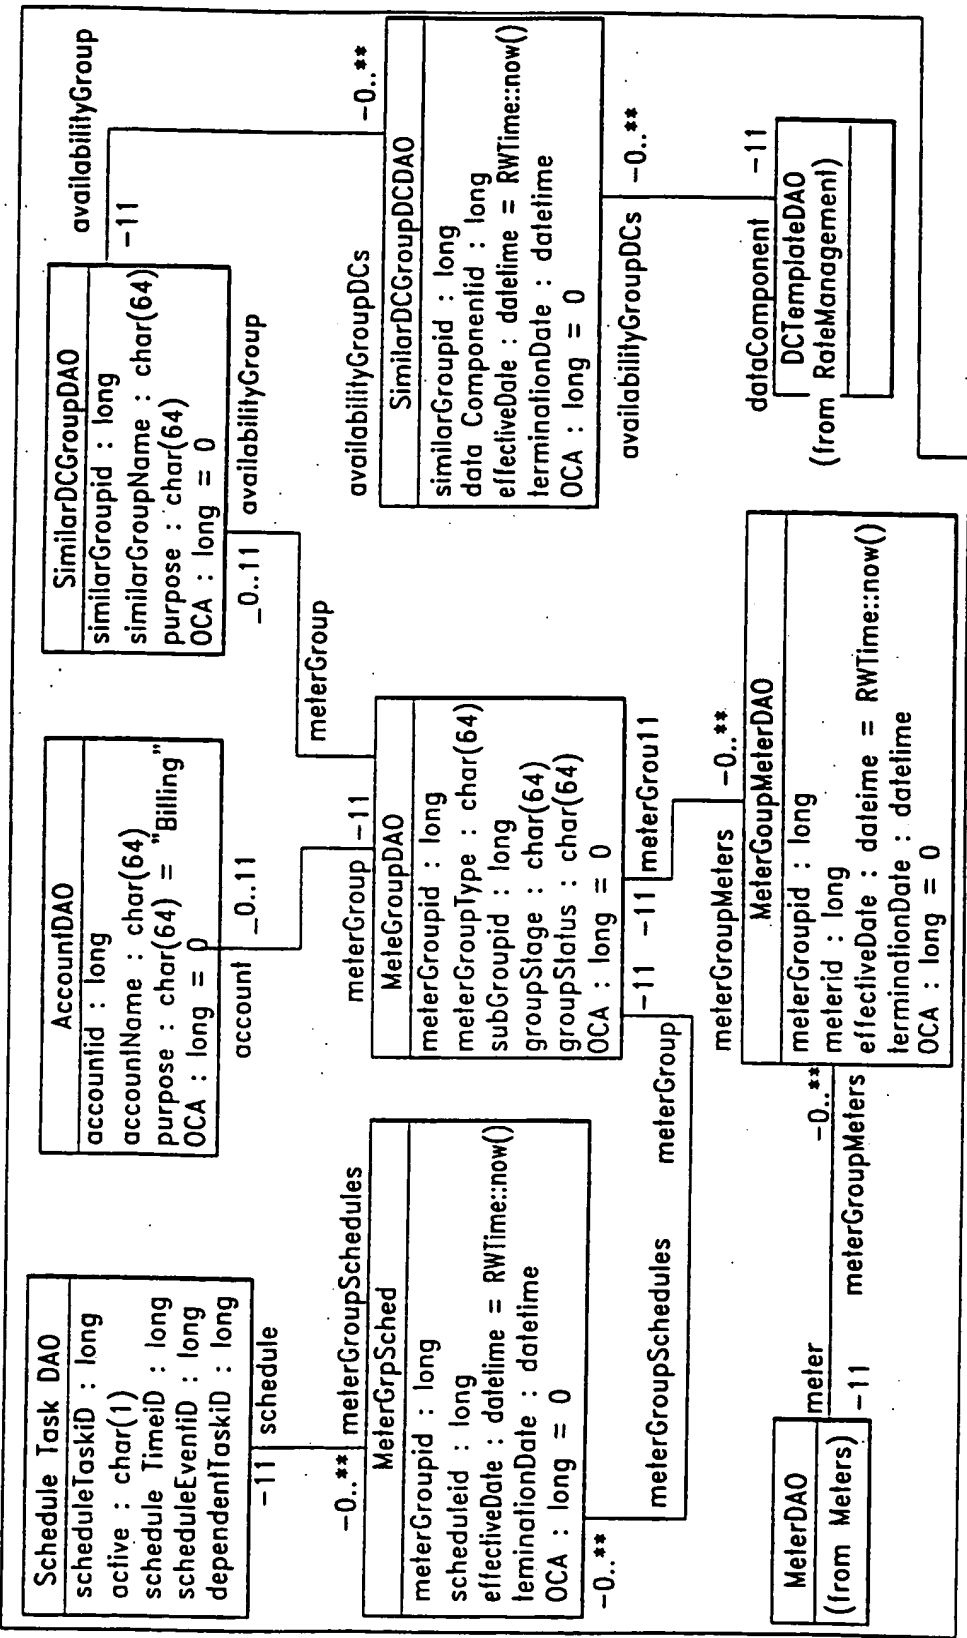 Schedule Task DAO
scheduleTaskiD : long
active : char(1)
schedule TimeiD : long
scheduleEventiD : long
dependentTaskiD : long
-11 schedule
-0..** meterGroupSchedules
MeterGrpSched
meterGroupid : long
scheduleid : long
effectiveDate : datetime = RWTime::now()
teminationDate : datetime
OCA : long = 0
-0..**
meterGroupSchedules
meterGroup
-11
AccountDAO
accountid : long
accountName : char(64)
purpose : char(64) = "Billing"
OCA : long = 0
account
_0..11
meterGroup
-11
MeteGroupDAO
meterGroupid : long
meterGroupType : char(64)
subGroupid : long
groupStage : char(64)
groupStatus : char(64)
OCA : long = 0
-11
meterGrou11
meterGroupMeters
-0..**
MeterGoupMeterDAO
meterGroupid : long
meterid : long
effectiveDate : dateime = RWTime::now()
terminationDate : datetime
OCA : long = 0
-0..**
meterGroupMeters
meter
-11
MeterDAO
(from Meters)
SimilarDCGroupDAO
similarGroupid : long
similarGroupName : char(64)
purpose : char(64)
OCA : long = 0
_0..11
availabilityGroup
meterGroup
-11
availabilityGroup
availabilityGroupDCs
-0..**
SimilarDCGroupDCDAO
similarGroupid : long
data Componentid : long
effectiveDate : datetime = RWTime::now()
terminationDate : datetime
OCA : long = 0
availabilityGroupDCs
-0..**
dataComponent
-11
DCTemplateDAO
(from RateManagement)